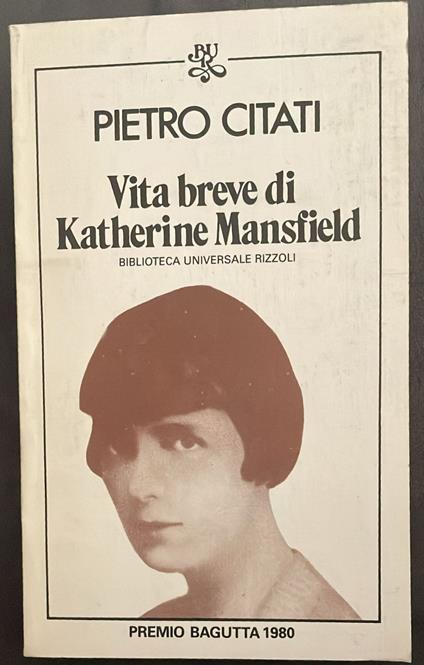 BUR
PIETRO CITATI
Vita breve di
Katherine Mansfield
BIBLIOTECA UNIVERSALE RIZZOLI
PREMIO BAGUTTA 1980